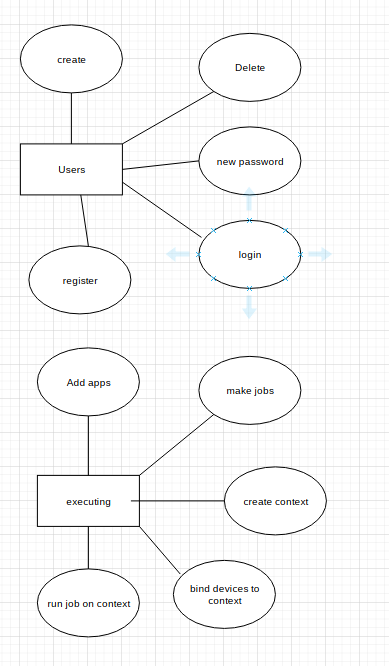 create
Delete
new password
Users
login
register
Add apps
make jobs
executing
create context
bind devices to
context
run job on context